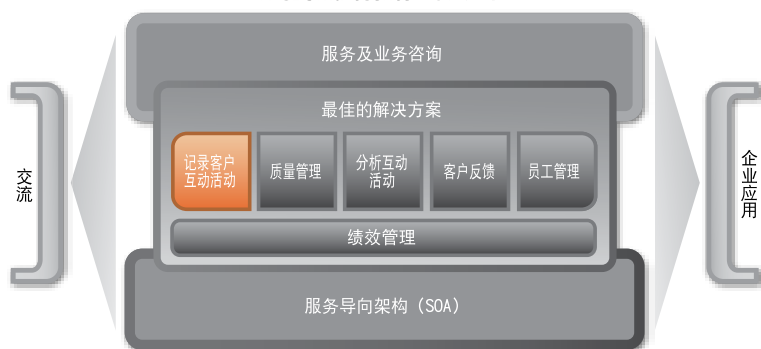 服务及业务咨询
最佳的解决方案
记录客户
互动活动
质量管理
分析互动
活动
客户反馈
员工管理
绩效管理
服务导向架构（SOA）
交流
企业应用